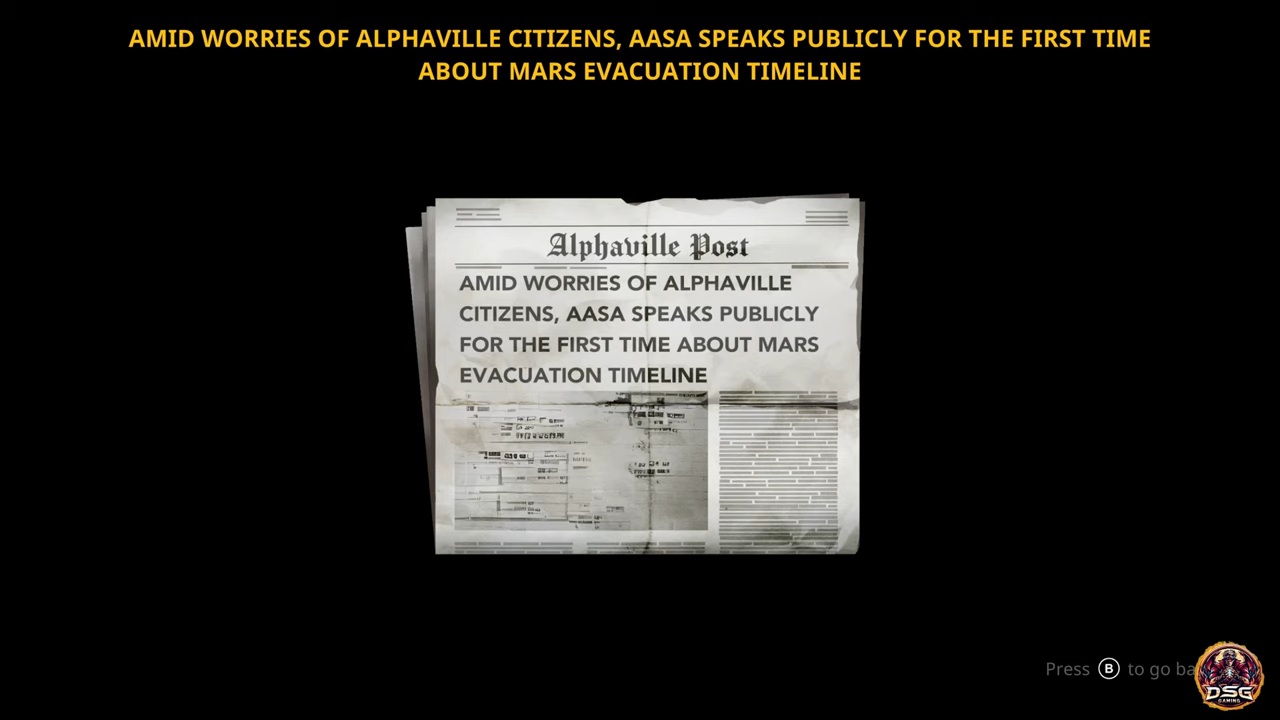 AMID WORRIES OF ALPHAVILLE CITIZENS, AASA SPEAKS PUBLICLY FOR THE FIRST TIME
ABOUT MARS EVACUATION TIMELINE
Alphaville Post
AMID WORRIES OF ALPHAVILLE
CITIZENS, AASA SPEAKS PUBLICLY
FOR THE FIRST TIME ABOUT MARS
EVACUATION TIMELINE
Press B to go ba
DSG
GAMING